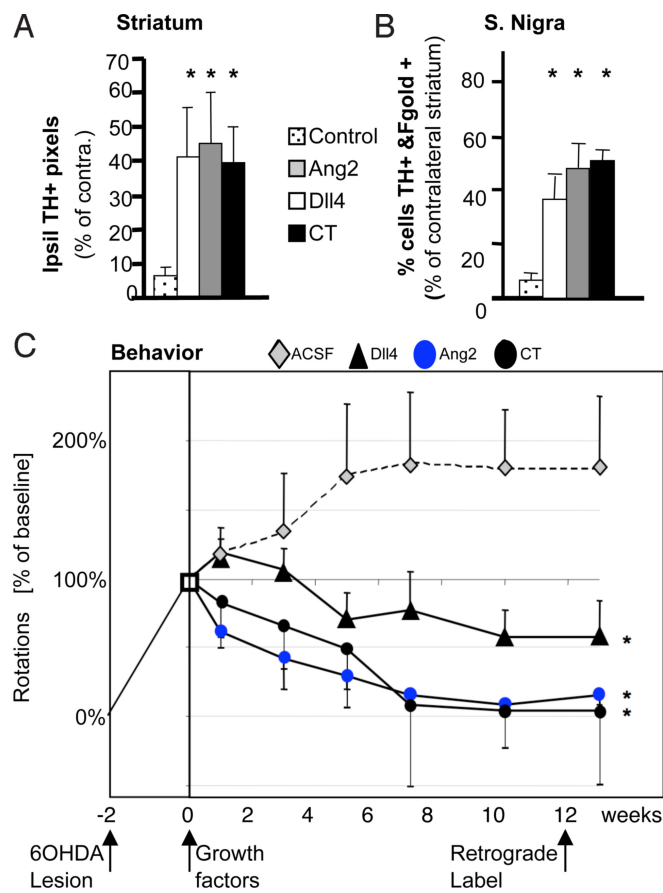 A
Striatum
Ipsil TH+ pixels
(% of contra.)
70
60
50
40
30
20
10
0
* * *
Control
Ang2
Dll4
CT
B
S. Nigra
% cells TH+ &Fgold +
(% of contralateral striatum)
80
60
40
20
0
* * *
C
Behavior
ACSF
Dll4
Ang2
CT
Rotations [% of baseline]
200%
100%
0%
*
*
*
-2 0 2 4 6 8 10 12 weeks
6OHDA
Lesion
Growth
factors
Retrograde
Label